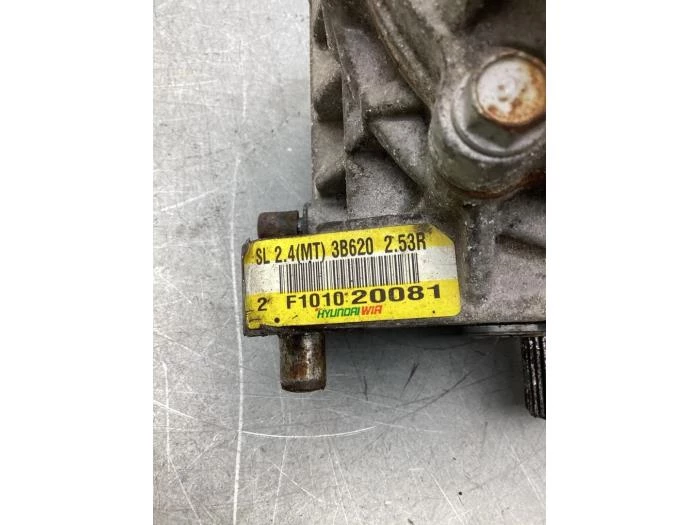 SL 2.4(MT) 3B620 2.53R
2 F1010 20081
HYUNDAI WIA